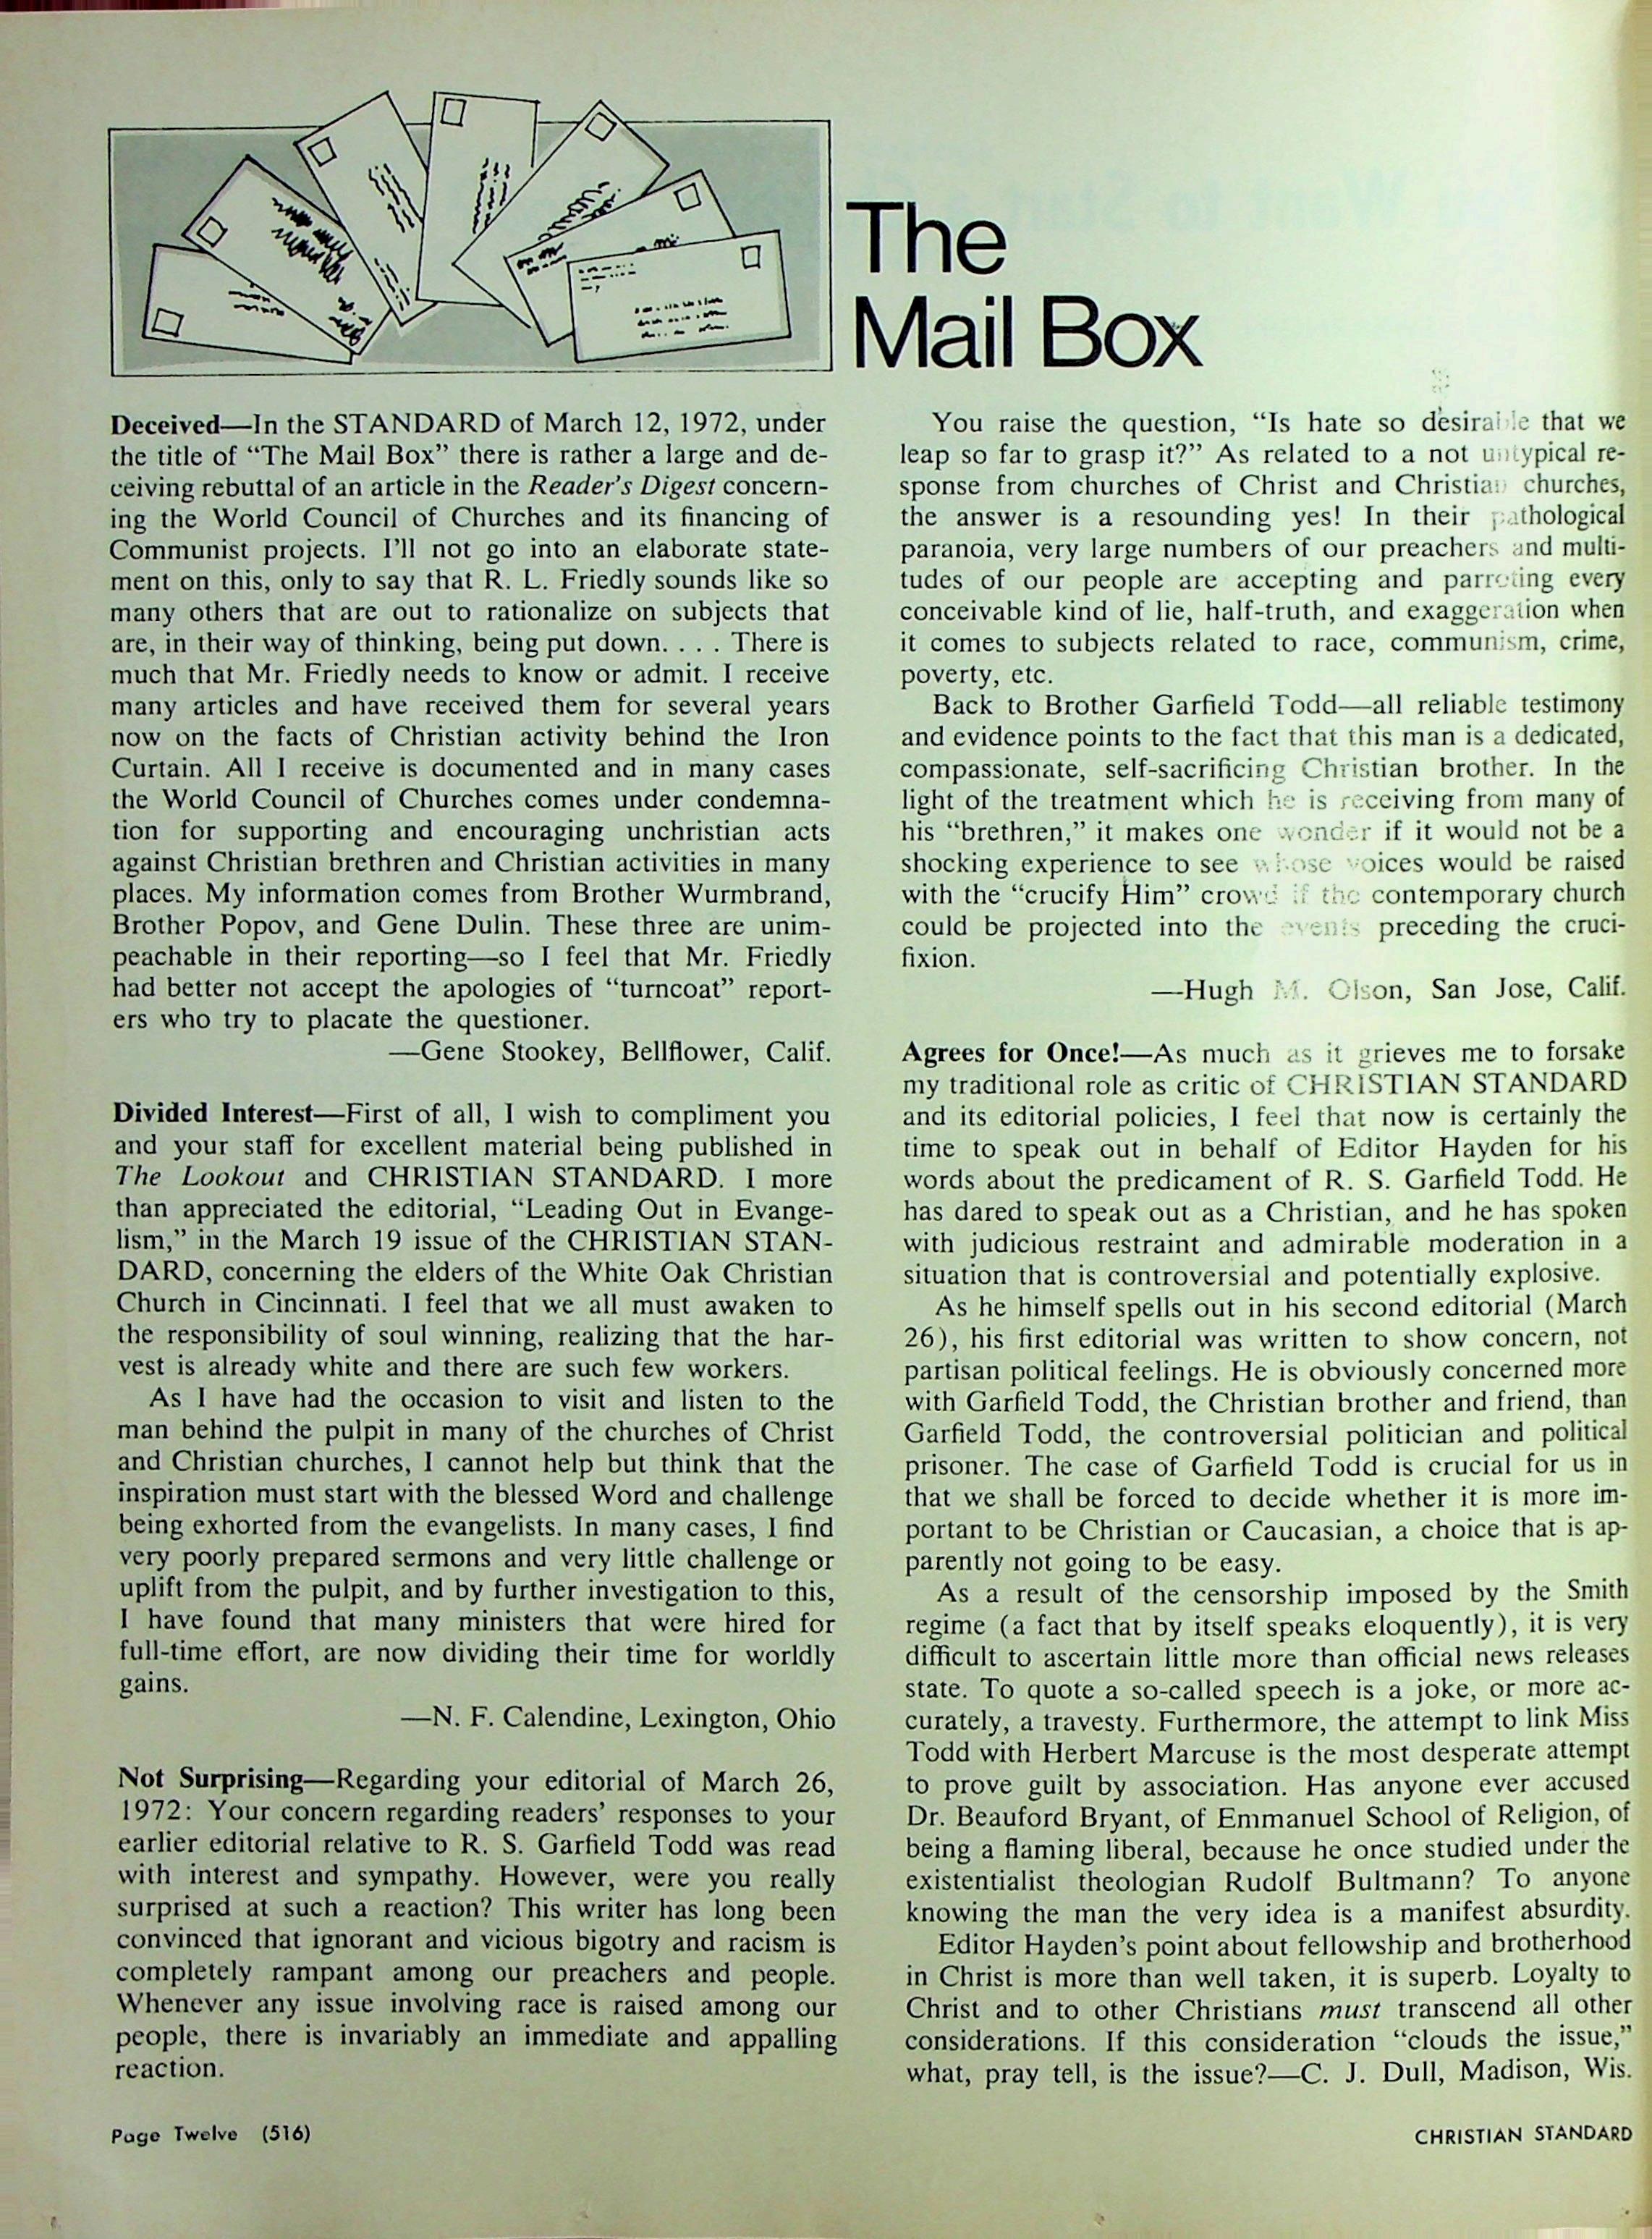 The
Mail Box
Deceived—In the STANDARD of March 12, 1972, under
the title of “The Mail Box” there is rather a large and de-
ceiving rebuttal of an article in the Reader’s Digest concern-
ing the World Council of Churches and its financing of
Communist projects. I’ll not go into an elaborate state-
ment on this, only to say that R. L. Friedly sounds like so
many others that are out to rationalize on subjects that
are, in their way of thinking, being put down. . . . There is
much that Mr. Friedly needs to know or admit. I receive
many articles and have received them for several years
now on the facts of Christian activity behind the Iron
Curtain. All I receive is documented and in many cases
the World Council of Churches comes under condemna-
tion for supporting and encouraging unchristian acts
against Christian brethren and Christian activities in many
places. My information comes from Brother Wurmbrand,
Brother Popov, and Gene Dulin. These three are unim-
peachable in their reporting—so I feel that Mr. Friedly
had better not accept the apologies of “turncoat” report-
ers who try to placate the questioner.
—Gene Stookey, Bellflower, Calif.
Divided Interest—First of all, I wish to compliment you
and your staff for excellent material being published in
The Lookout and CHRISTIAN STANDARD. I more
than appreciated the editorial, “Leading Out in Evange-
lism,” in the March 19 issue of the CHRISTIAN STAN-
DARD, concerning the elders of the White Oak Christian
Church in Cincinnati. I feel that we all must awaken to
the responsibility of soul winning, realizing that the har-
vest is already white and there are such few workers.
As I have had the occasion to visit and listen to the
man behind the pulpit in many of the churches of Christ
and Christian churches, I cannot help but think that the
inspiration must start with the blessed Word and challenge
being exhorted from the evangelists. In many cases, I find
very poorly prepared sermons and very little challenge or
uplift from the pulpit, and by further investigation to this,
I have found that many ministers that were hired for
full-time effort, are now dividing their time for worldly
gains.
—N. F. Calendine, Lexington, Ohio
Not Surprising—Regarding your editorial of March 26,
1972: Your concern regarding readers’ responses to your
earlier editorial relative to R. S. Garfield Todd was read
with interest and sympathy. However, were you really
surprised at such a reaction? This writer has long been
convinced that ignorant and vicious bigotry and racism is
completely rampant among our preachers and people.
Whenever any issue involving race is raised among our
people, there is invariably an immediate and appalling
reaction.
You raise the question, “Is hate so desirable that we
leap so far to grasp it?” As related to a not untypical re-
sponse from churches of Christ and Christian churches,
the answer is a resounding yes! In their pathological
paranoia, very large numbers of our preachers and multi-
tudes of our people are accepting and parroting every
conceivable kind of lie, half-truth, and exaggeration when
it comes to subjects related to race, communism, crime,
poverty, etc.
Back to Brother Garfield Todd—all reliable testimony
and evidence points to the fact that this man is a dedicated,
compassionate, self-sacrificing Christian brother. In the
light of the treatment which he is receiving from many of
his “brethren,” it makes one wonder if it would not be a
shocking experience to see whose voices would be raised
with the “crucify Him” crowd if the contemporary church
could be projected into the events preceding the cruci-
fixion.
—Hugh M. Olson, San Jose, Calif.
Agrees for Once!—As much as it grieves me to forsake
my traditional role as critic of CHRISTIAN STANDARD
and its editorial policies, I feel that now is certainly the
time to speak out in behalf of Editor Hayden for his
words about the predicament of R. S. Garfield Todd. He
has dared to speak out as a Christian, and he has spoken
with judicious restraint and admirable moderation in a
situation that is controversial and potentially explosive.
As he himself spells out in his second editorial (March
26), his first editorial was written to show concern, not
partisan political feelings. He is obviously concerned more
with Garfield Todd, the Christian brother and friend, than
Garfield Todd, the controversial politician and political
prisoner. The case of Garfield Todd is crucial for us in
that we shall be forced to decide whether it is more im-
portant to be Christian or Caucasian, a choice that is ap-
parently not going to be easy.
As a result of the censorship imposed by the Smith
regime (a fact that by itself speaks eloquently), it is very
difficult to ascertain little more than official news releases
state. To quote a so-called speech is a joke, or more ac-
curately, a travesty. Furthermore, the attempt to link Miss
Todd with Herbert Marcuse is the most desperate attempt
to prove guilt by association. Has anyone ever accused
Dr. Beauford Bryant, of Emmanuel School of Religion, of
being a flaming liberal, because he once studied under the
existentialist theologian Rudolf Bultmann? To anyone
knowing the man the very idea is a manifest absurdity.
Editor Hayden’s point about fellowship and brotherhood
in Christ is more than well taken, it is superb. Loyalty to
Christ and to other Christians must transcend all other
considerations. If this consideration “clouds the issue,”
what, pray tell, is the issue?—C. J. Dull, Madison, Wis.
Page Twelve (516)
CHRISTIAN STANDARD